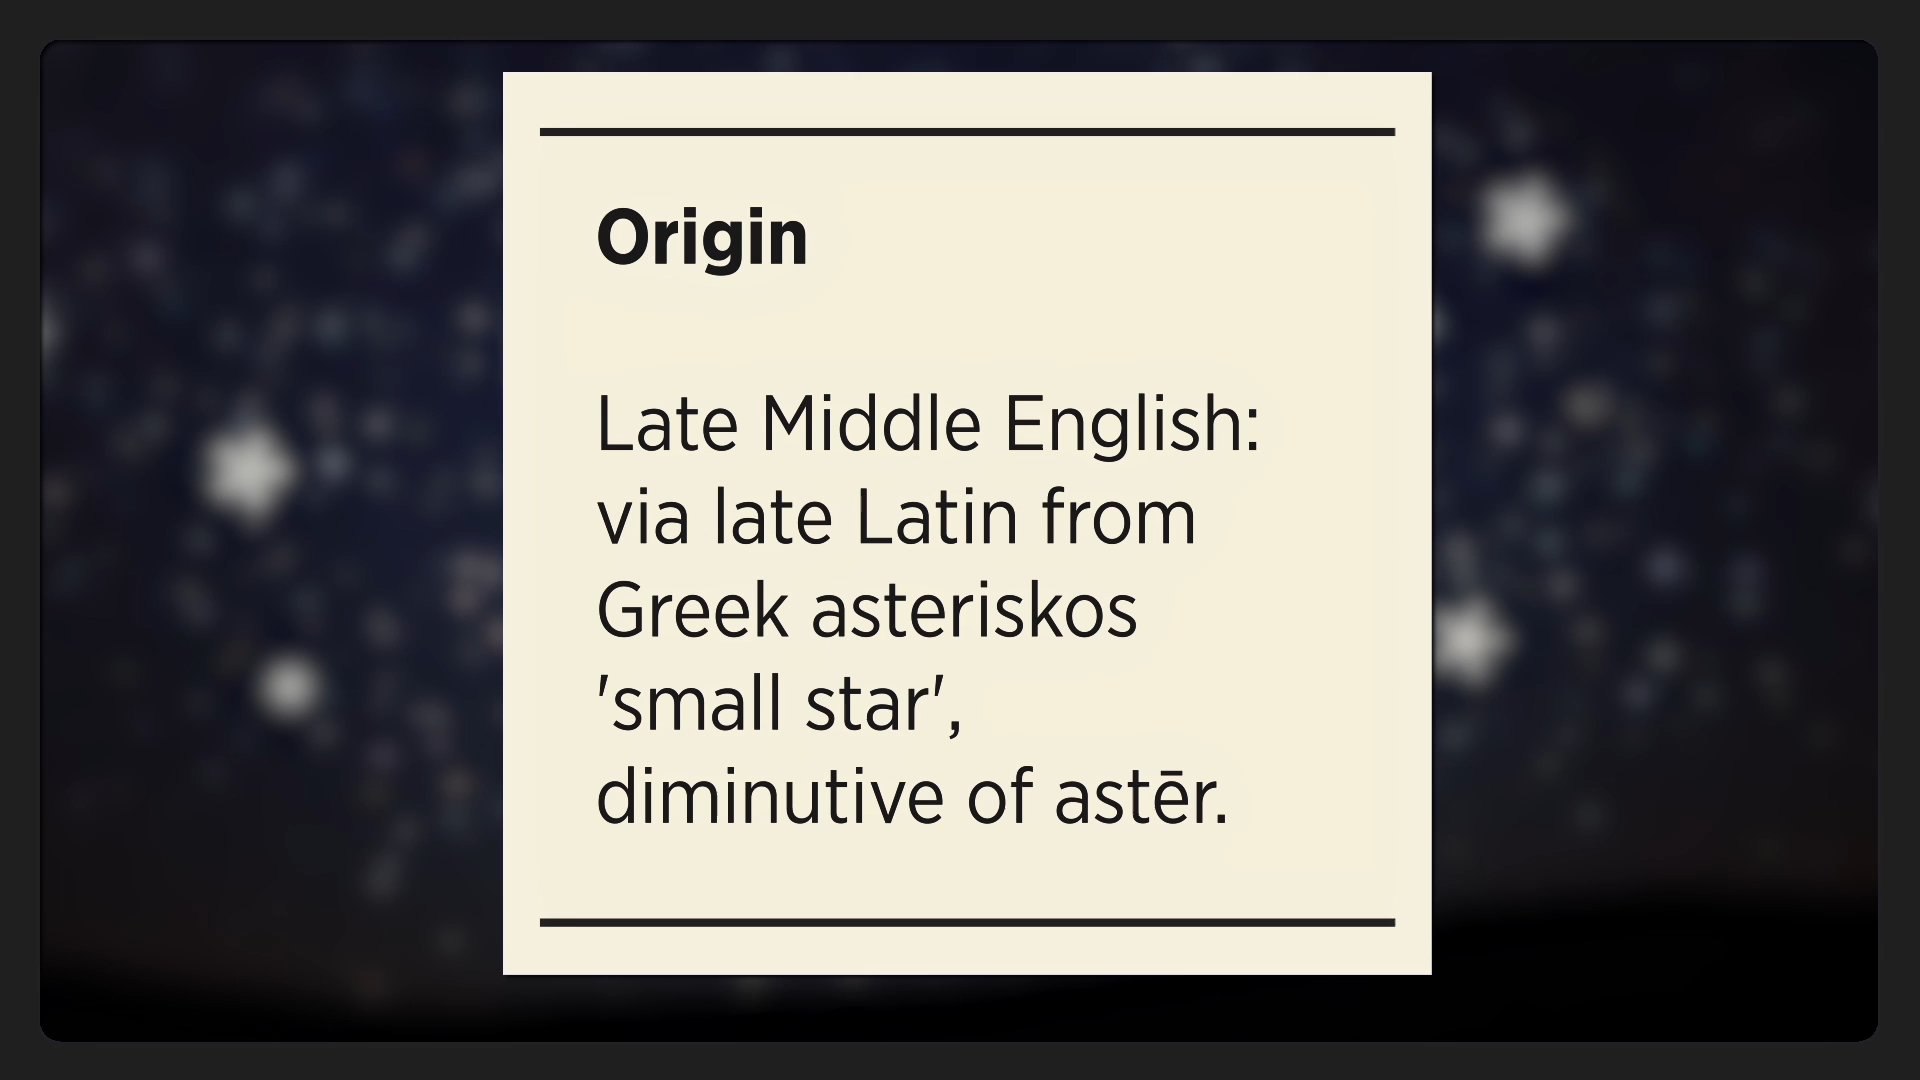 Origin
Late Middle English:
via late Latin from
Greek asteriskos
'small star',
diminutive of astēr.